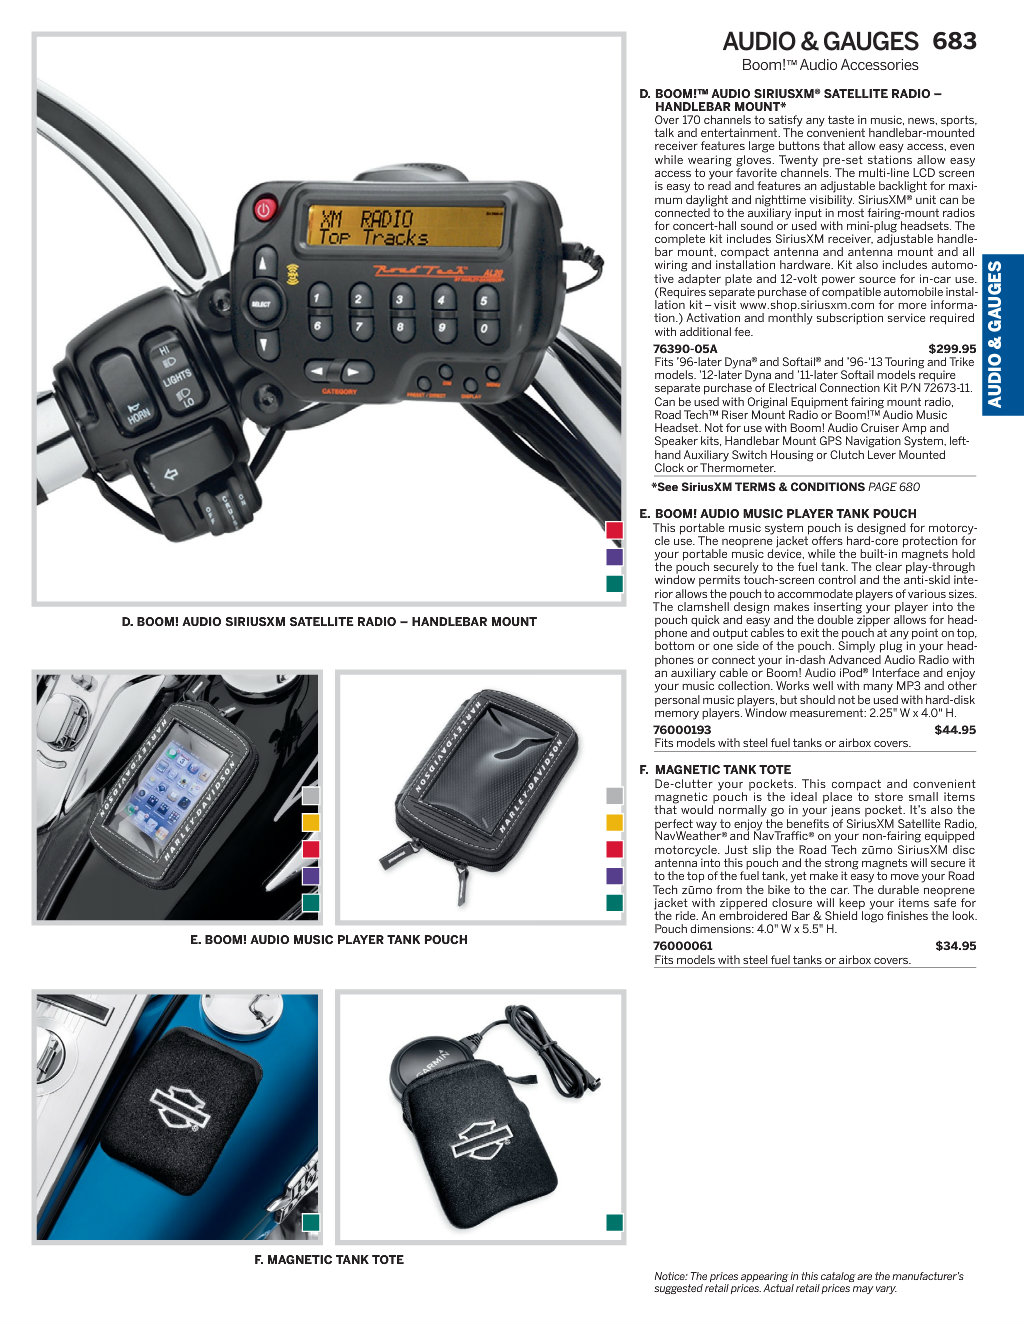 AUDIO & GAUGES 683
Boom!™ Audio Accessories
D. BOOM!™ AUDIO SIRIUSXM® SATELLITE RADIO –
HANDLEBAR MOUNT*
Over 170 channels to satisfy any taste in music, news, sports,
talk and entertainment. The convenient handlebar-mounted
receiver features large buttons that allow easy access, even
while wearing gloves. Twenty pre-set stations allow easy
access to your favorite channels. The multi-line LCD screen
is easy to read and features an adjustable backlight for maxi-
mum daylight and nighttime visibility. SiriusXM® unit can be
connected to the auxiliary input in most fairing-mount radios
for concert-hall sound or used with mini-plug headsets. The
complete kit includes SiriusXM receiver, adjustable handle-
bar mount, compact antenna and antenna mount and all
wiring and installation hardware. Kit also includes automo-
tive adapter plate and 12-volt power source for in-car use.
(Requires separate purchase of compatible automobile instal-
lation kit – visit www.shop.siriusxm.com for more informa-
tion.) Activation and monthly subscription service required
with additional fee.
76390-05A $299.95
Fits '96-later Dyna® and Softail® and '96-'13 Touring and Trike
models. '12-later Dyna and '11-later Softail models require
separate purchase of Electrical Connection Kit P/N 72673-11.
Can be used with Original Equipment fairing mount radio,
Road Tech™ Riser Mount Radio or Boom!™ Audio Music
Headset. Not for use with Boom! Audio Cruiser Amp and
Speaker kits, Handlebar Mount GPS Navigation System, left-
hand Auxiliary Switch Housing or Clutch Lever Mounted
Clock or Thermometer.
*See SiriusXM TERMS & CONDITIONS PAGE 680
E. BOOM! AUDIO MUSIC PLAYER TANK POUCH
This portable music system pouch is designed for motorcy-
cle use. The neoprene jacket offers hard-core protection for
your portable music device, while the built-in magnets hold
the pouch securely to the fuel tank. The clear play-through
window permits touch-screen control and the anti-skid inte-
rior allows the pouch to accommodate players of various sizes.
The clamshell design makes inserting your player into the
pouch quick and easy and the double zipper allows for head-
phone and output cables to exit the pouch at any point on top,
bottom or one side of the pouch. Simply plug in your head-
phones or connect your in-dash Advanced Audio Radio with
an auxiliary cable or Boom! Audio iPod® Interface and enjoy
your music collection. Works well with many MP3 and other
personal music players, but should not be used with hard-disk
memory players. Window measurement: 2.25" W x 4.0" H.
76000193 $44.95
Fits models with steel fuel tanks or airbox covers.
F. MAGNETIC TANK TOTE
De-clutter your pockets. This compact and convenient
magnetic pouch is the ideal place to store small items
that would normally go in your jeans pocket. It's also the
perfect way to enjoy the benefits of SiriusXM Satellite Radio,
NavWeather® and NavTraffic® on your non-fairing equipped
motorcycle. Just slip the Road Tech zūmo SiriusXM disc
antenna into this pouch and the strong magnets will secure it
to the top of the fuel tank, yet make it easy to move your Road
Tech zūmo from the bike to the car. The durable neoprene
jacket with zippered closure will keep your items safe for
the ride. An embroidered Bar & Shield logo finishes the look.
Pouch dimensions: 4.0" W x 5.5" H.
76000061 $34.95
Fits models with steel fuel tanks or airbox covers.
AUDIO & GAUGES
XM RADIO
Top Tracks
Road Tech AL20
BY HARLEY-DAVIDSON
SELECT
1 2 3 4 5
6 7 8 9 0
CATEGORY
PRESET / DIRECT
DIM
DISPLAY
MENU
HI
LIGHTS
LO
HORN
OFF
CRUISE
ON
D. BOOM! AUDIO SIRIUSXM SATELLITE RADIO – HANDLEBAR MOUNT
HARLEY-DAVIDSON
HARLEY-DAVIDSON
HARLEY-DAVIDSON
HARLEY-DAVIDSON
E. BOOM! AUDIO MUSIC PLAYER TANK POUCH
GARMIN
F. MAGNETIC TANK TOTE
Notice: The prices appearing in this catalog are the manufacturer's
suggested retail prices. Actual retail prices may vary.